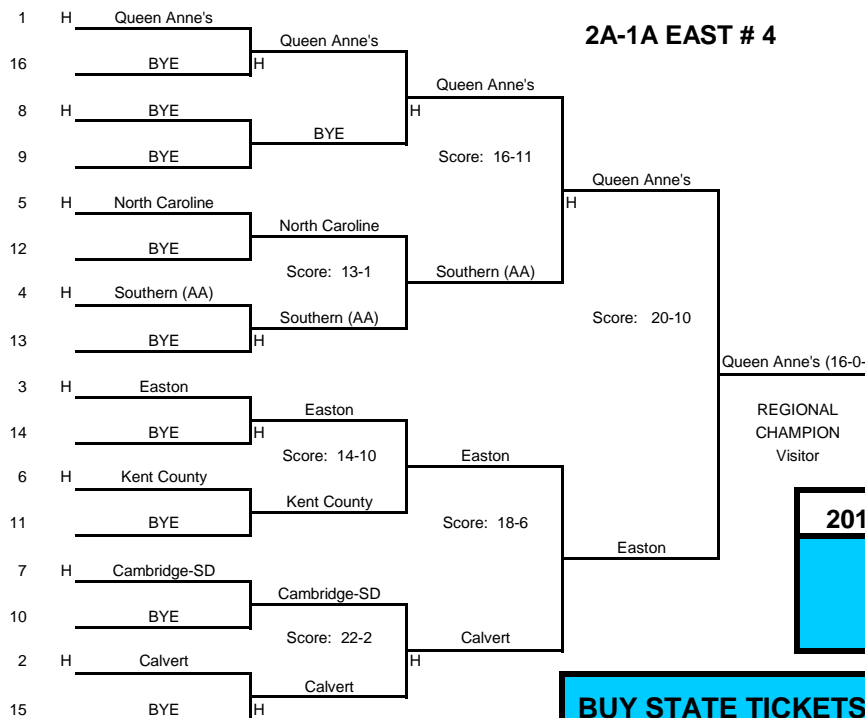 2A-1A EAST # 4
1 H Queen Anne's
Queen Anne's
16 BYE H
Queen Anne's
8 H BYE H
BYE
9 BYE
Score: 16-11
Queen Anne's
5 H North Caroline H
North Caroline
12 BYE
Score: 13-1
Southern (AA)
4 H Southern (AA)
Southern (AA)
13 BYE H
Score: 20-10
Queen Anne's (16-0-
REGIONAL
CHAMPION
Visitor
3 H Easton
Easton
14 BYE H
Score: 14-10
Easton
6 H Kent County
Kent County
11 BYE
Score: 18-6
201
Easton
7 H Cambridge-SD
Cambridge-SD
10 BYE
Score: 22-2
Calvert
2 H Calvert H
Calvert
15 BYE H
BUY STATE TICKETS